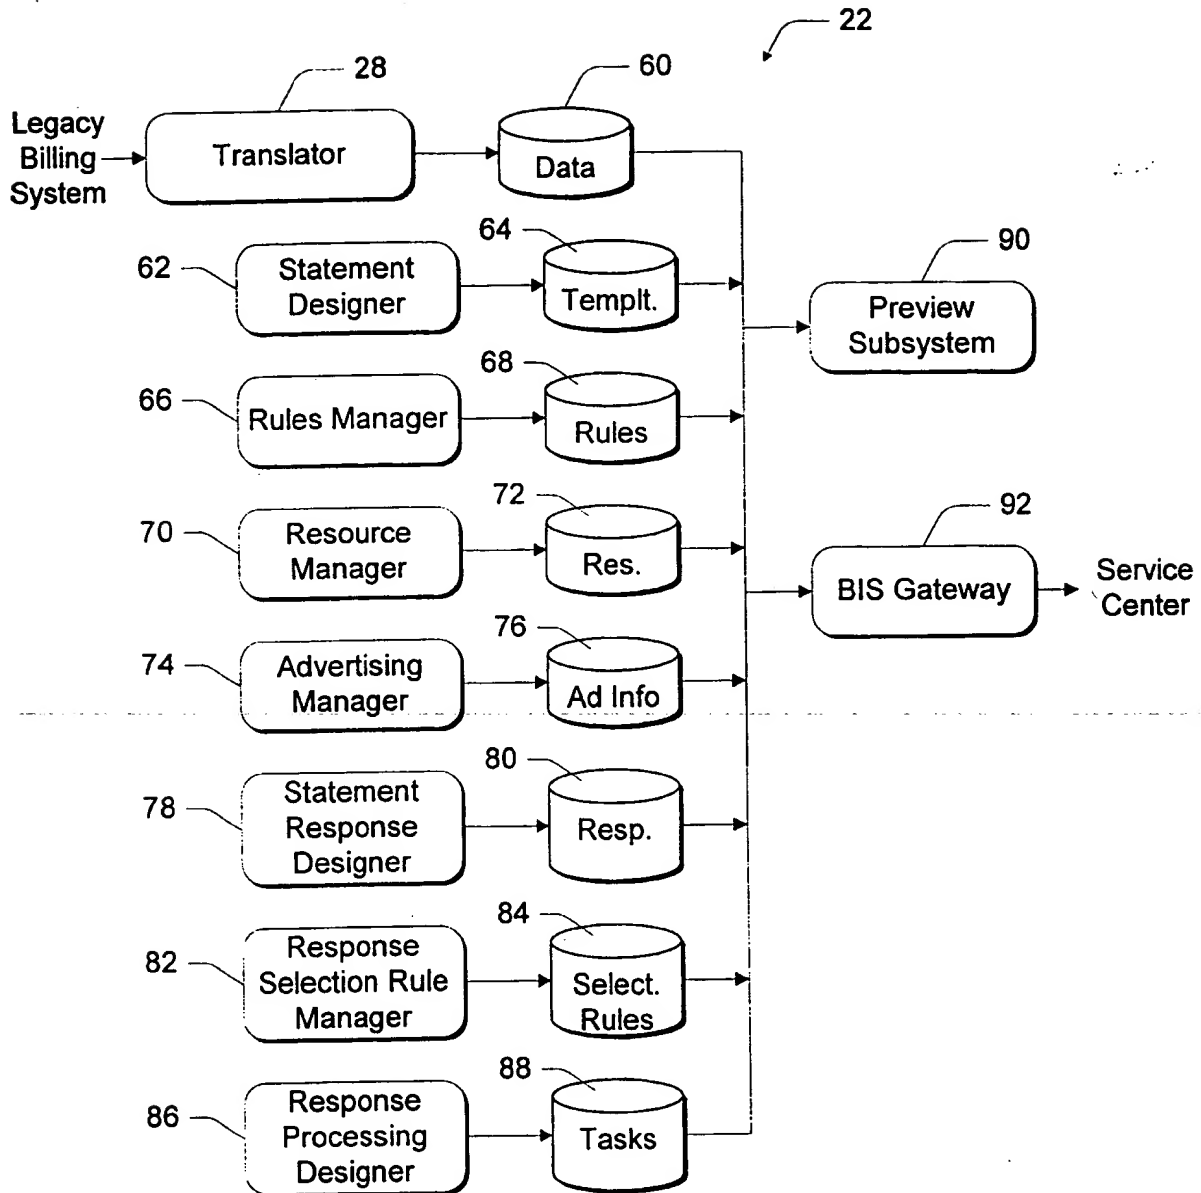 22
28
60
Legacy
Billing
System
Translator
Data
64
90
62
Statement
Designer
Templt.
Preview
Subsystem
68
66
Rules Manager
Rules
72
92
70
Resource
Manager
Res.
BIS Gateway
Service
Center
76
74
Advertising
Manager
Ad Info
80
78
Statement
Response
Designer
Resp.
84
82
Response
Selection Rule
Manager
Select.
Rules
88
86
Response
Processing
Designer
Tasks